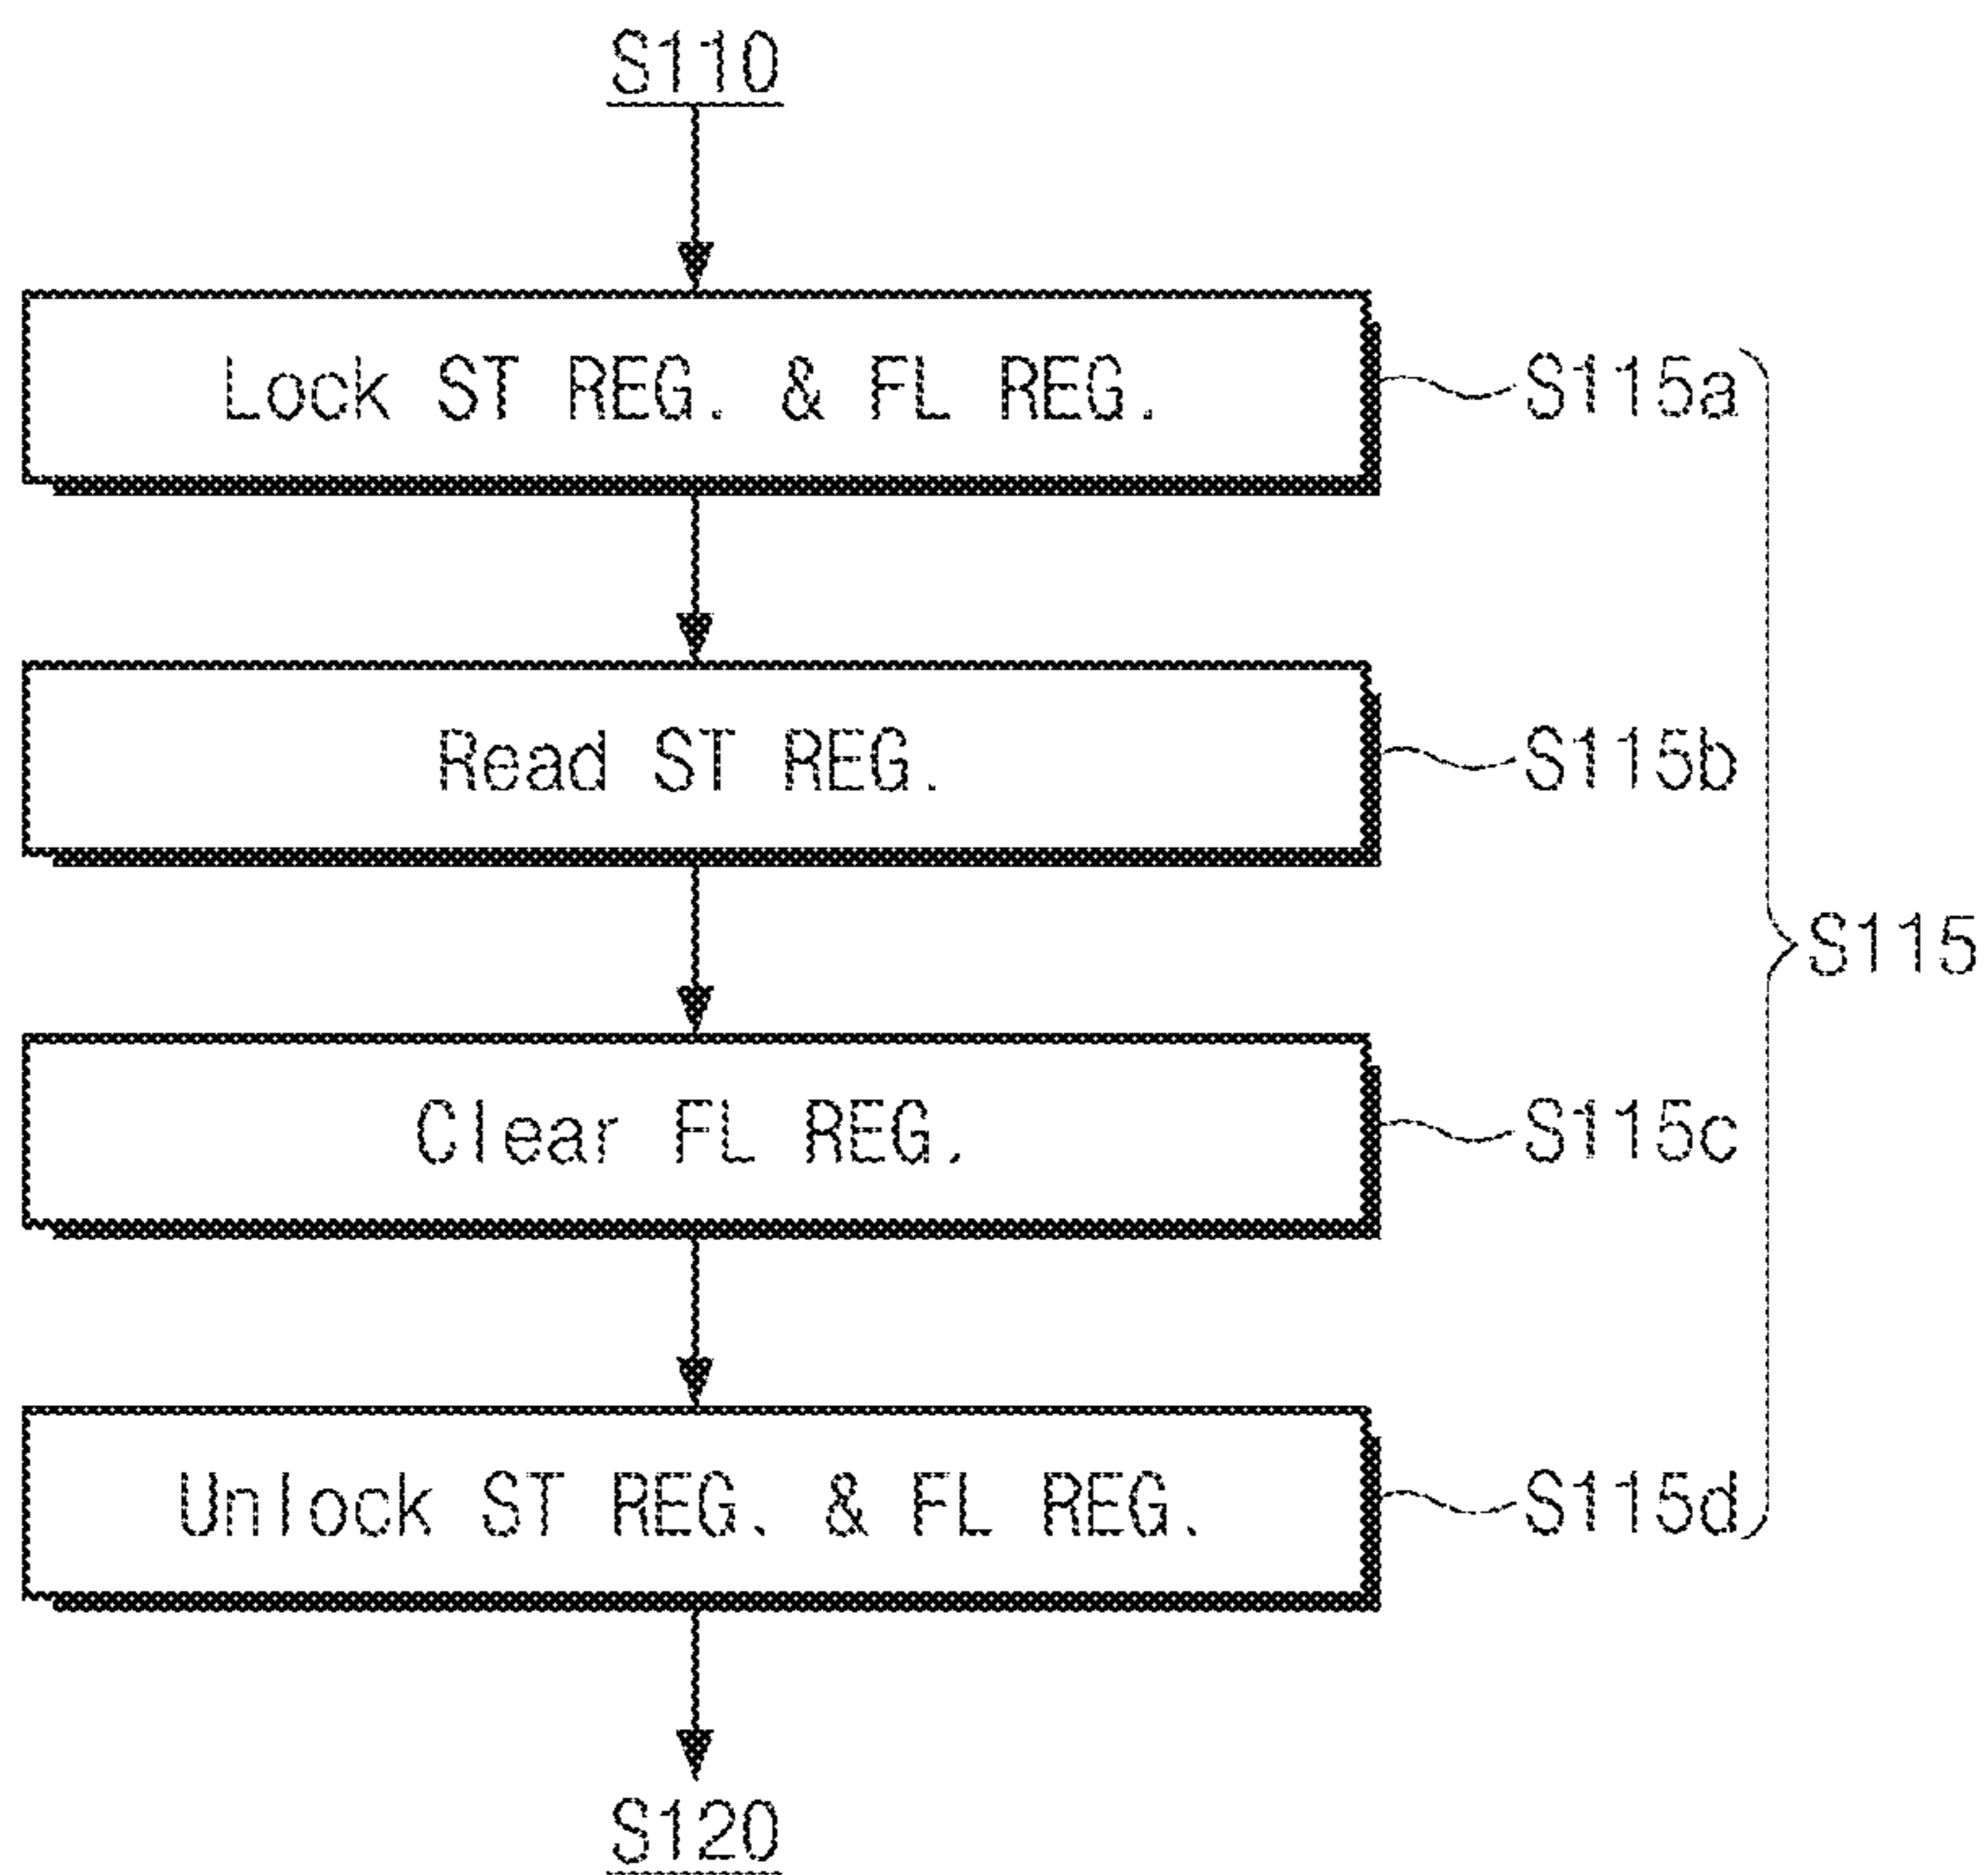 S110
Lock ST REG. & FL REG.
S115a
Read ST REG.
S115b
S115
Clear FL REG.
S115c
Unlock ST REG. & FL REG.
S115d
S120